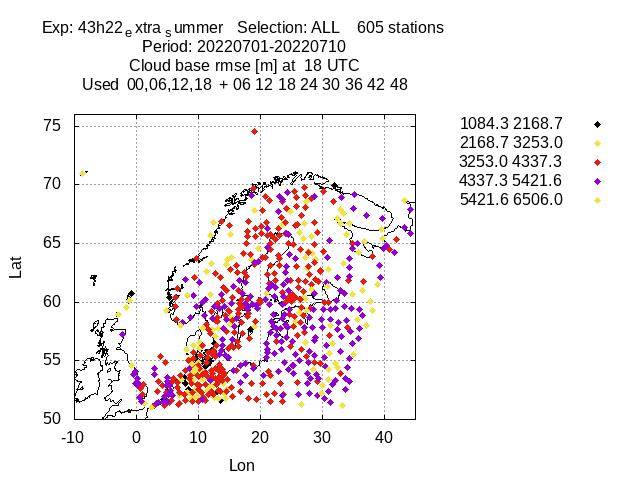 Exp: 43h22e xtras ummer   Selection: ALL    605 stations
Period: 20220701-20220710
Cloud base rmse [m] at  18 UTC
Used  00,06,12,18  + 06 12 18 24 30 36 42 48
1084.3 2168.7
2168.7 3253.0
3253.0 4337.3
4337.3 5421.6
5421.6 6506.0
75
70
65
60
55
50
Lat
-10 0 10 20 30 40
Lon